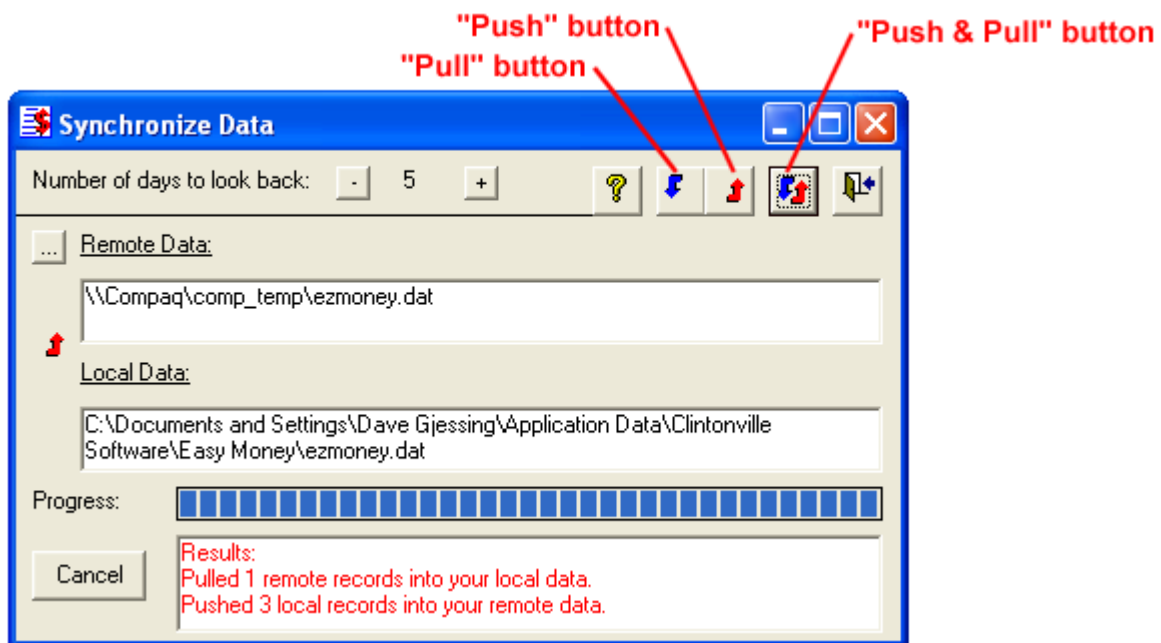 "Push" button
"Push & Pull" button
"Pull" button
Synchronize Data
Number of days to look back: - 5 +
?
... Remote Data:
\\Compaq\comp_temp\ezmoney.dat
Local Data:
C:\Documents and Settings\Dave Gjessing\Application Data\Clintonville
Software\Easy Money\ezmoney.dat
Progress:
Results:
Cancel
Pulled 1 remote records into your local data.
Pushed 3 local records into your remote data.